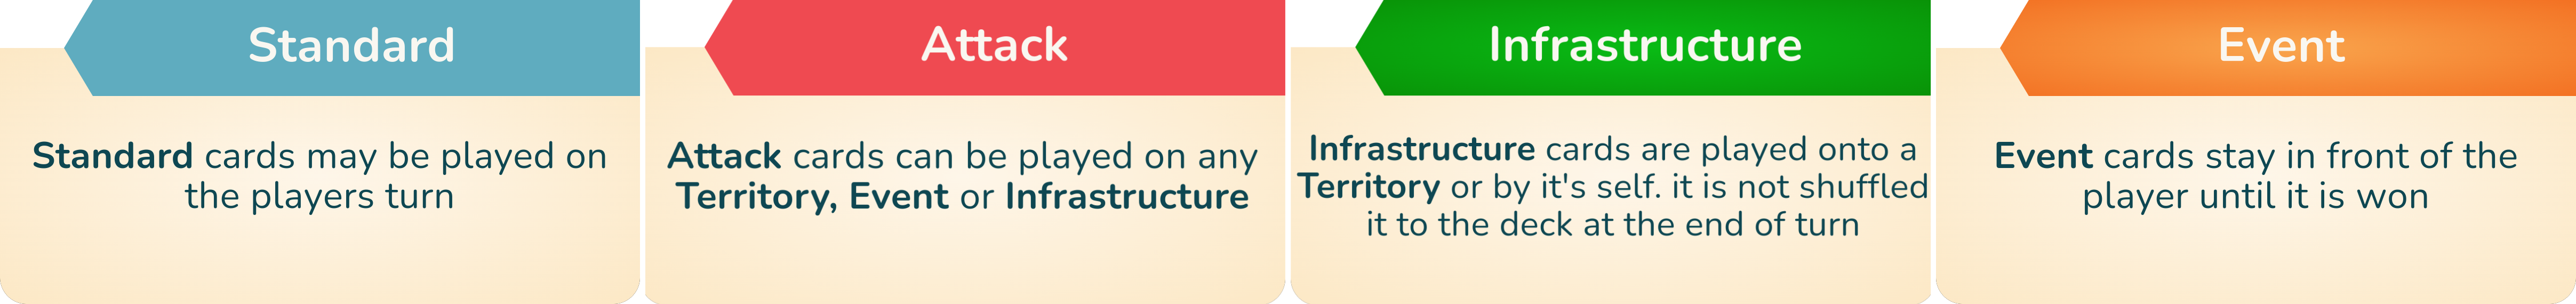 Standard
Standard cards may be played on
the players turn
Attack
Attack cards can be played on any
Territory, Event or Infrastructure
Infrastructure
Infrastructure cards are played onto a
Territory or by it's self. it is not shuffled
it to the deck at the end of turn
Event
Event cards stay in front of the
player until it is won